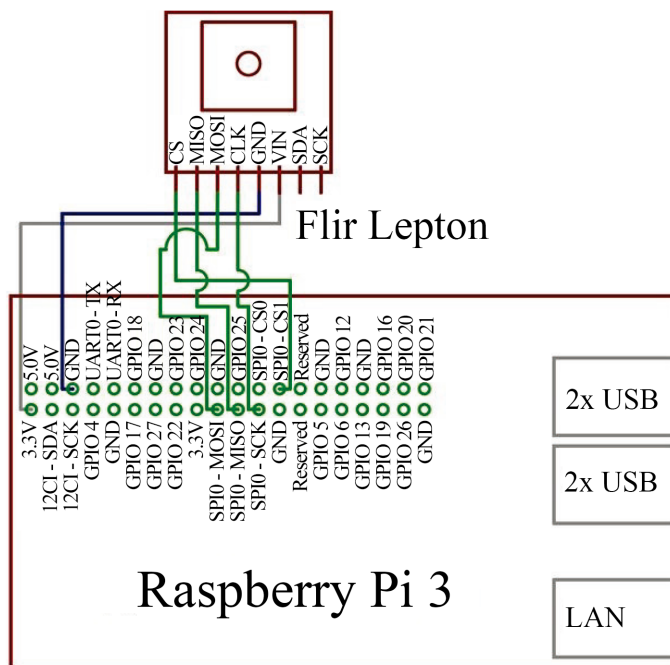 CS
MISO
MOSI
CLK
GND
VIN
SDA
SCK
Flir Lepton
5.0V
5.0V
GND
UART0 - TX
UART0 - RX
GPIO 18
GND
GPIO 23
GPIO 24
GND
GPIO 25
SPI0 - CS0
SPI0 - CS1
Reserved
GND
GPIO 12
GND
GPIO 16
GPIO 20
GPIO 21
3.3V
12CI - SDA
12CI - SCK
GPIO 4
GND
GPIO 17
GPIO 27
GPIO 22
3.3V
SPI0 - MOSI
SPI0 - MISO
SPI0 - SCK
GND
Reserved
GPIO 5
GPIO 6
GPIO 13
GPIO 19
GPIO 26
GND
2x USB
2x USB
Raspberry Pi 3
LAN